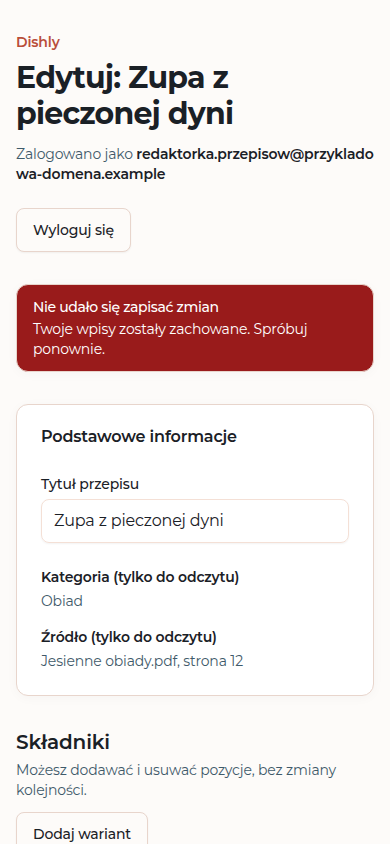 Dishly
Edytuj: Zupa z
pieczonej dyni
Zalogowano jako redaktorka.przepisow@przyklado
wa-domena.example
Wyloguj się
Nie udało się zapisać zmian
Twoje wpisy zostały zachowane. Spróbuj
ponownie.
Podstawowe informacje
Tytuł przepisu
Zupa z pieczonej dyni
Kategoria (tylko do odczytu)
Obiad
Źródło (tylko do odczytu)
Jesienne obiady.pdf, strona 12
Składniki
Możesz dodawać i usuwać pozycje, bez zmiany
kolejności.
Dodaj wariant